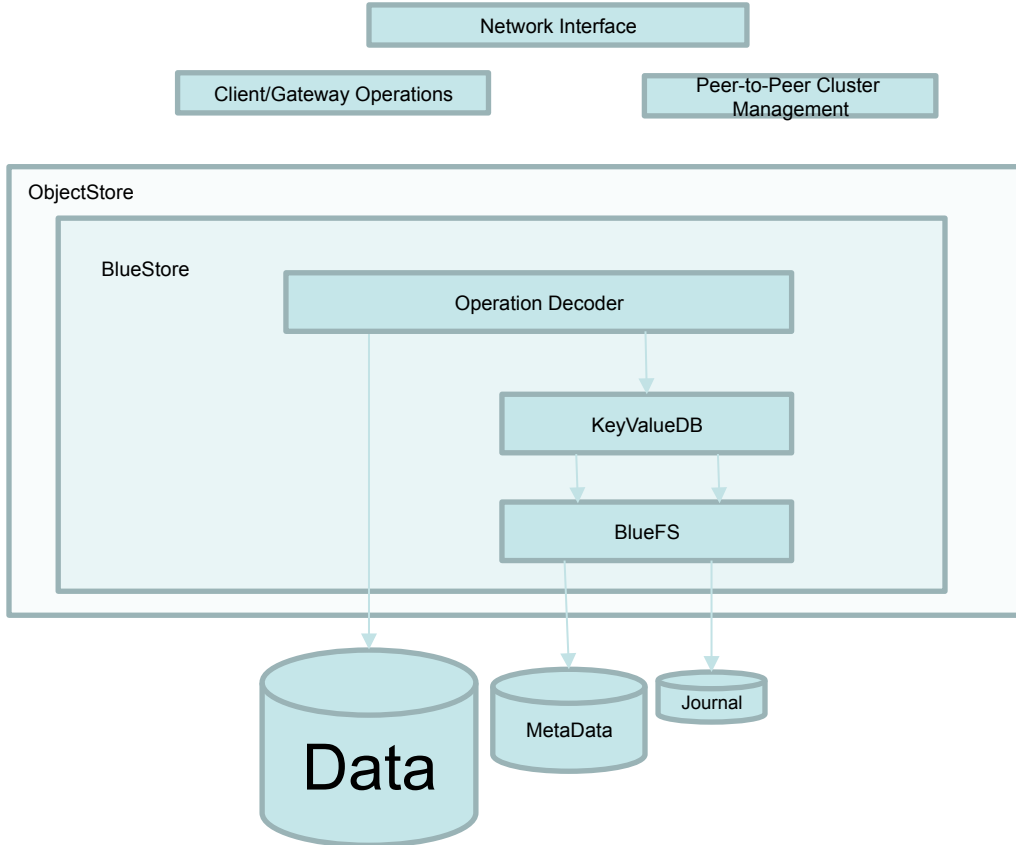 Network Interface
Client/Gateway Operations
Peer-to-Peer Cluster
Management
ObjectStore
BlueStore
Operation Decoder
KeyValueDB
BlueFS
Data
MetaData
Journal